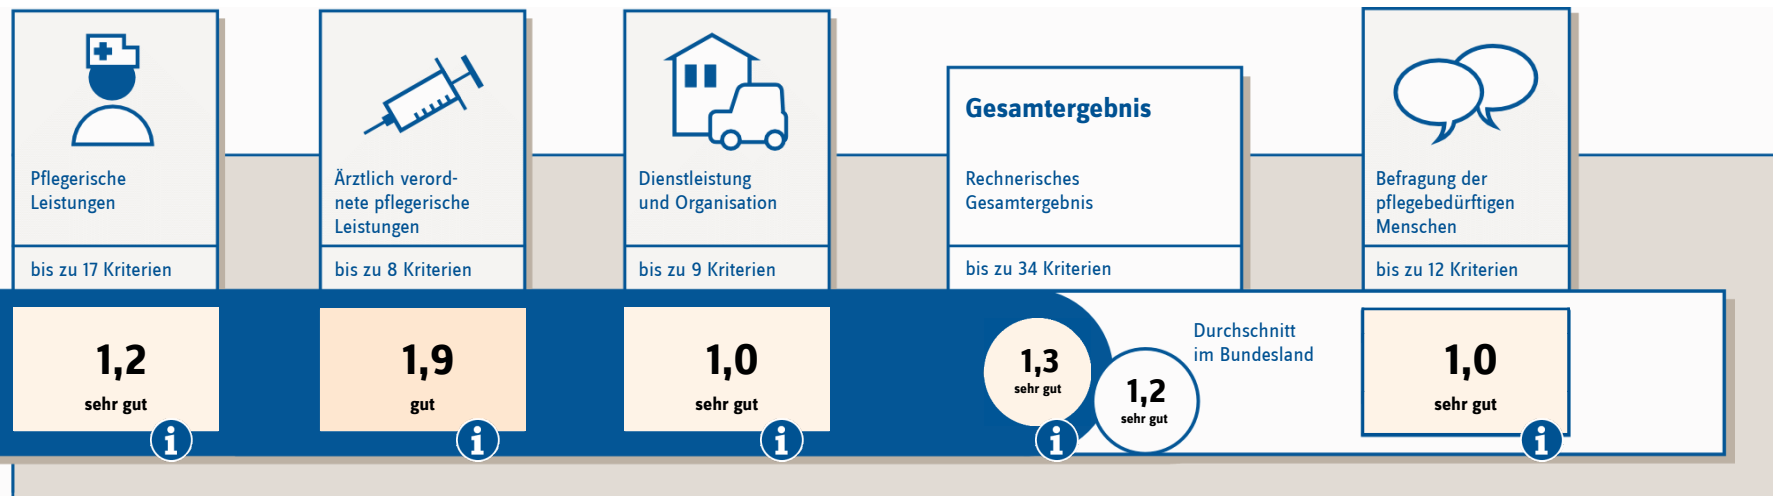 Pflegerische
Leistungen
bis zu 17 Kriterien
1,2
sehr gut
i
Ärztlich verord-
nete pflegerische
Leistungen
bis zu 8 Kriterien
1,9
gut
i
Dienstleistung
und Organisation
bis zu 9 Kriterien
1,0
sehr gut
i
Gesamtergebnis
Rechnerisches
Gesamtergebnis
bis zu 34 Kriterien
1,3
sehr gut
i
1,2
sehr gut
Durchschnitt
im Bundesland
Befragung der
pflegebedürftigen
Menschen
bis zu 12 Kriterien
1,0
sehr gut
i